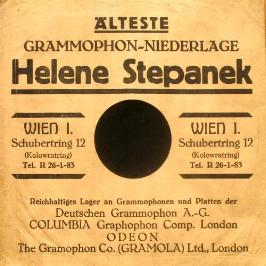 ÄLTESTE
GRAMMOPHON-NIEDERLAGE
Helene Stepanek
WIEN I.
Schubertring 12
(Kolowratring)
Tel. R 26-1-83
WIEN I.
Schubertring 12
(Kolowratring)
Tel. R 26-1-83
Reichhaltiges Lager an Grammophonen und Platten der
Deutschen Grammophon A.-G.
COLUMBIA Graphophon Comp. London
ODEON
The Gramophon Co. (GRAMOLA) Ltd., London